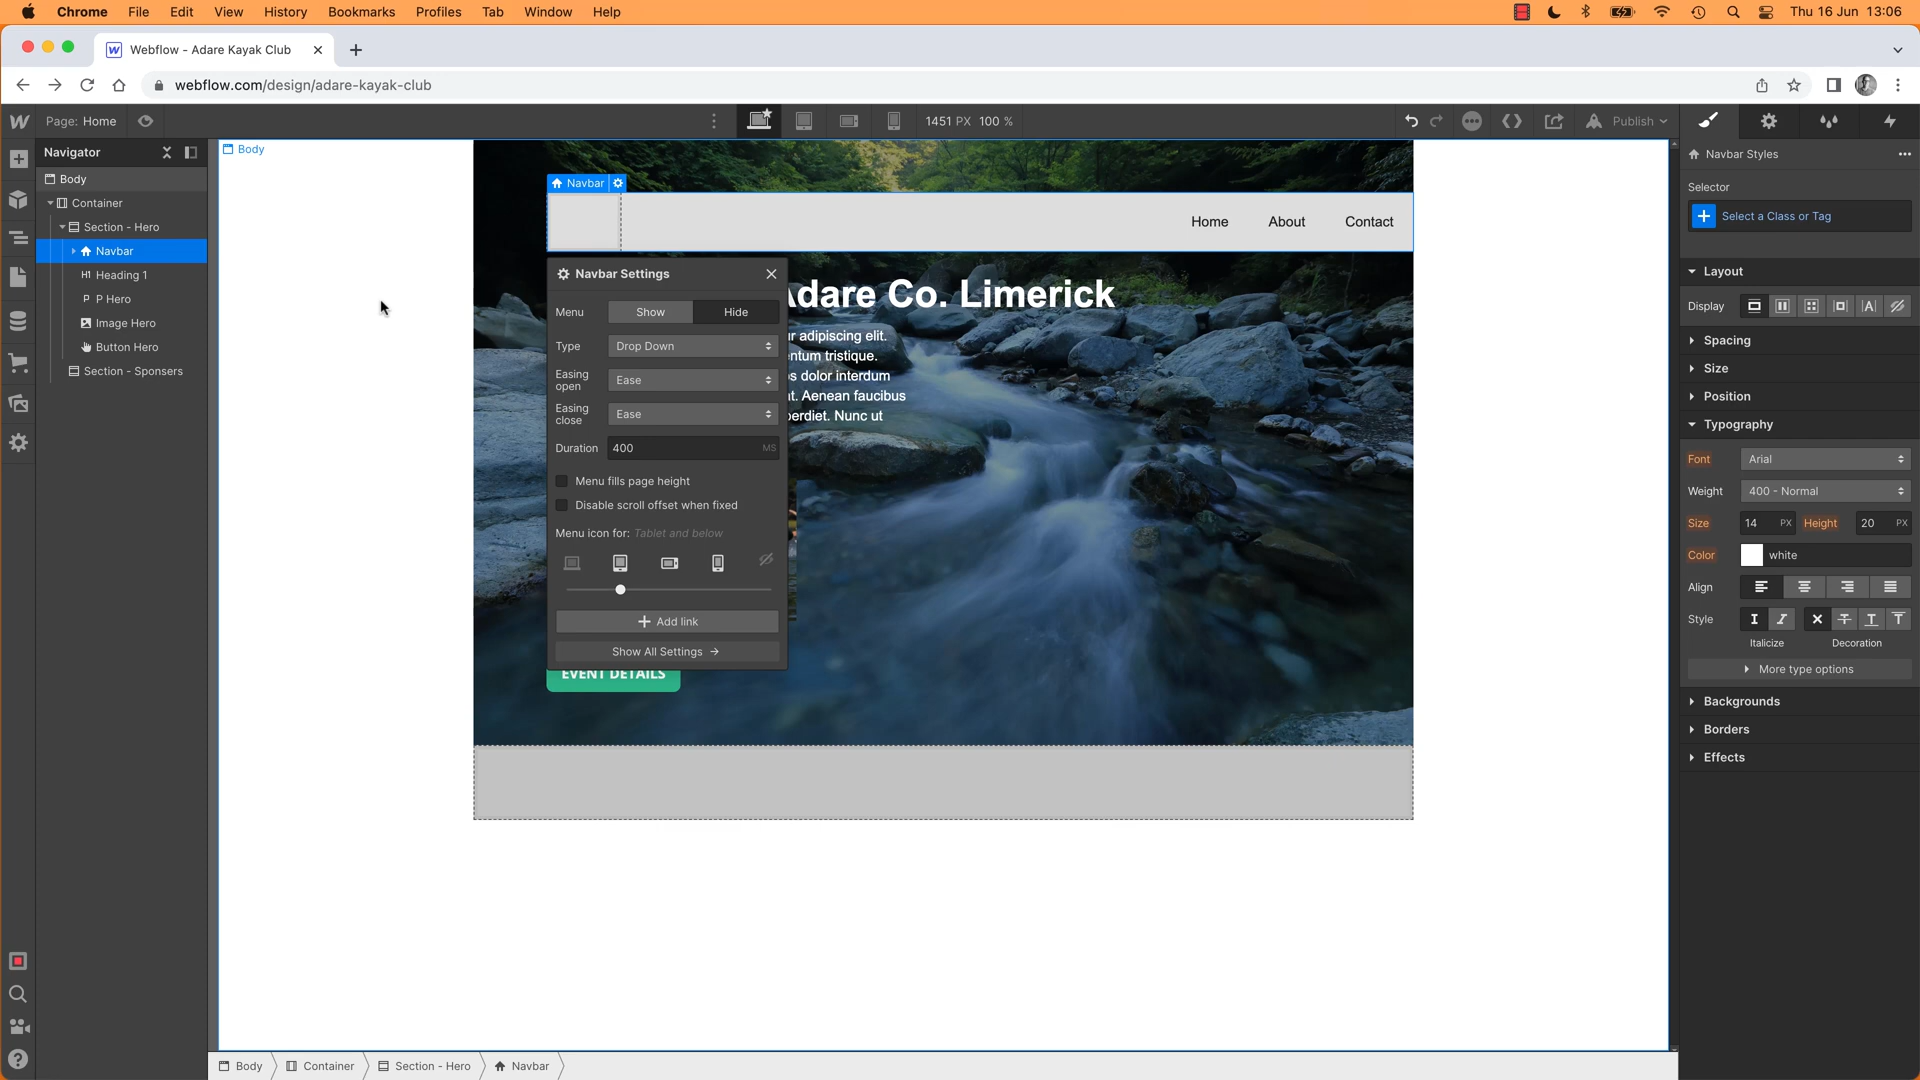 Chrome File Edit View History Bookmarks Profiles Tab Window Help Thu 16 Jun 13:06
Webflow - Adare Kayak Club
webflow.com/design/adare-kayak-club
Page: Home 1451 PX 100 % Publish
Navigator
Body
Container
Section - Hero
Navbar
Heading 1
P Hero
Image Hero
Button Hero
Section - Sponsers
Body
Navbar
Home About Contact
Adare Co. Limerick
adipiscing elit.
tristique.
dolor interdum
Aenean faucibus
Nunc ut
EVENT DETAILS
Navbar Settings
Menu Show Hide
Type Drop Down
Easing open Ease
Easing close Ease
Duration 400 MS
Menu fills page height
Disable scroll offset when fixed
Menu icon for: Tablet and below
Add link
Show All Settings
Navbar Styles
Selector
Select a Class or Tag
Layout
Display
Spacing
Size
Position
Typography
Font Arial
Weight 400 - Normal
Size 14 PX Height 20 PX
Color white
Align
Style
Italicize Decoration
More type options
Backgrounds
Borders
Effects
Body Container Section - Hero Navbar